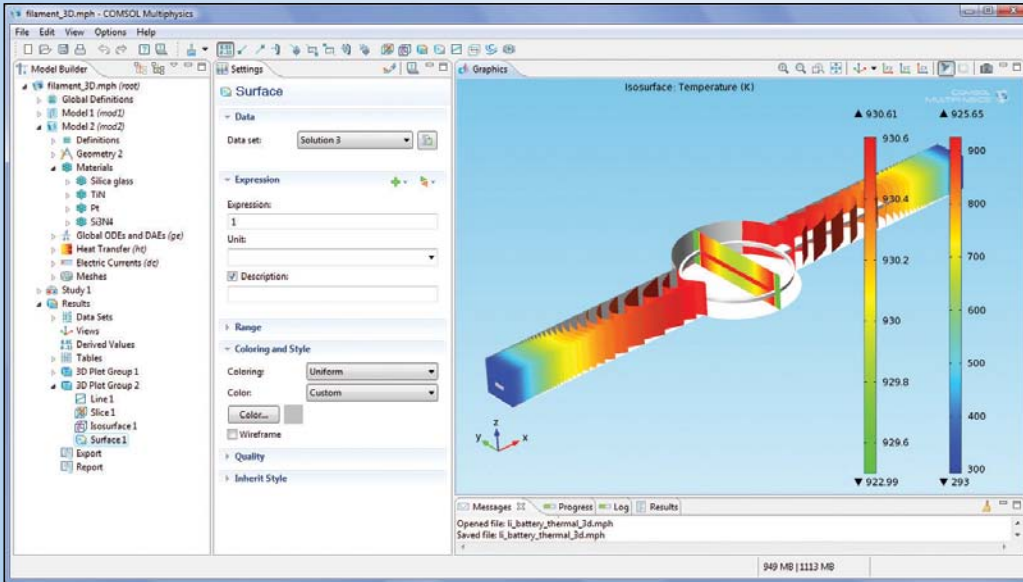 filament_3D.mph - COMSOL Multiphysics
File Edit View Options Help
Model Builder
filament_3D.mph (root)
Global Definitions
Model 1 (mod1)
Model 2 (mod2)
Definitions
Geometry 2
Materials
Silica glass
TiN
Pt
Si3N4
Global ODEs and DAEs (ge)
Heat Transfer (ht)
Electric Currents (dc)
Meshes
Study 1
Results
Data Sets
Views
Derived Values
Tables
3D Plot Group 1
3D Plot Group 2
Line 1
Slice 1
Isosurface 1
Surface 1
Export
Report
Settings
Surface
Data
Data set: Solution 3
Expression
Expression:
1
Unit:
Description:
Range
Coloring and Style
Coloring: Uniform
Color: Custom
Color...
Wireframe
Quality
Inherit Style
Graphics
Isosurface: Temperature (K)
COMSOL
MULTIPHYSICS
▲ 930.61 ▲ 925.65
930.6
930.4
930.2
930
929.8
929.6
▼ 922.99
900
800
700
600
500
400
300
▼ 293
z
y x
Messages Progress Log Results
Opened file: li_battery_thermal_3d.mph
Saved file: li_battery_thermal_3d.mph
949 MB | 1113 MB